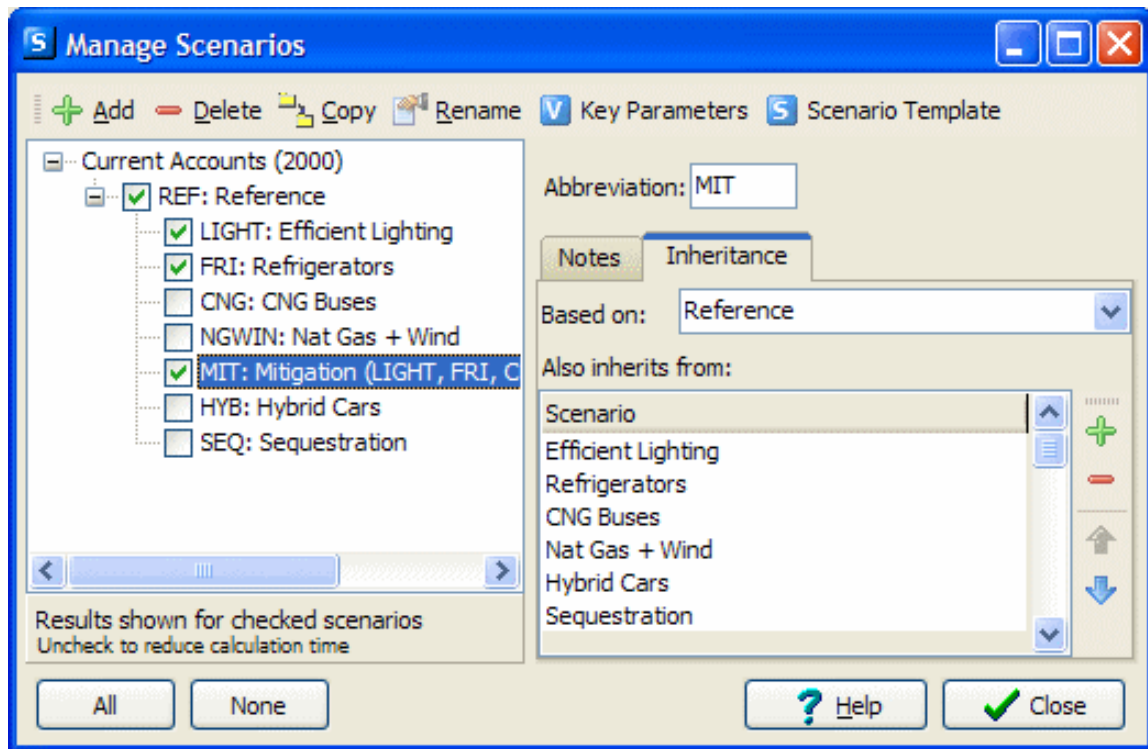 S Manage Scenarios
Add Delete Copy Rename V Key Parameters S Scenario Template
Current Accounts (2000)
REF: Reference
LIGHT: Efficient Lighting
FRI: Refrigerators
CNG: CNG Buses
NGWIN: Nat Gas + Wind
MIT: Mitigation (LIGHT, FRI, C
HYB: Hybrid Cars
SEQ: Sequestration
Results shown for checked scenarios
Uncheck to reduce calculation time
Abbreviation: MIT
Notes Inheritance
Based on: Reference
Also inherits from:
Scenario
Efficient Lighting
Refrigerators
CNG Buses
Nat Gas + Wind
Hybrid Cars
Sequestration
All None ? Help Close